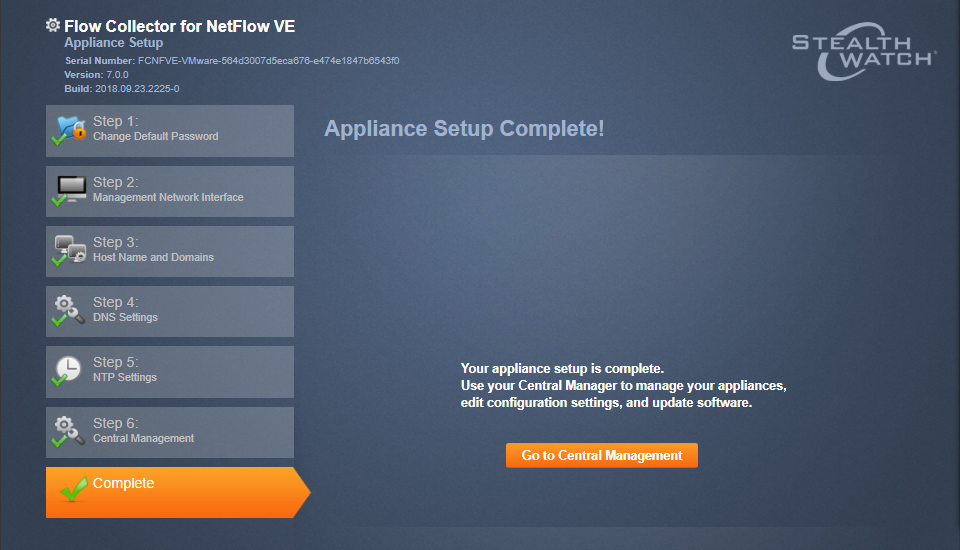 Flow Collector for NetFlow VE
Appliance Setup
Serial Number: FCNFVE-VMware-564d3007d5eca676-e474e1847b6543f0
Version: 7.0.0
Build: 2018.09.23.2225-0
STEALTH
WATCH®
Step 1:
Change Default Password
Step 2:
Management Network Interface
Step 3:
Host Name and Domains
Step 4:
DNS Settings
Step 5:
NTP Settings
Step 6:
Central Management
Complete
Appliance Setup Complete!
Your appliance setup is complete.
Use your Central Manager to manage your appliances,
edit configuration settings, and update software.
Go to Central Management